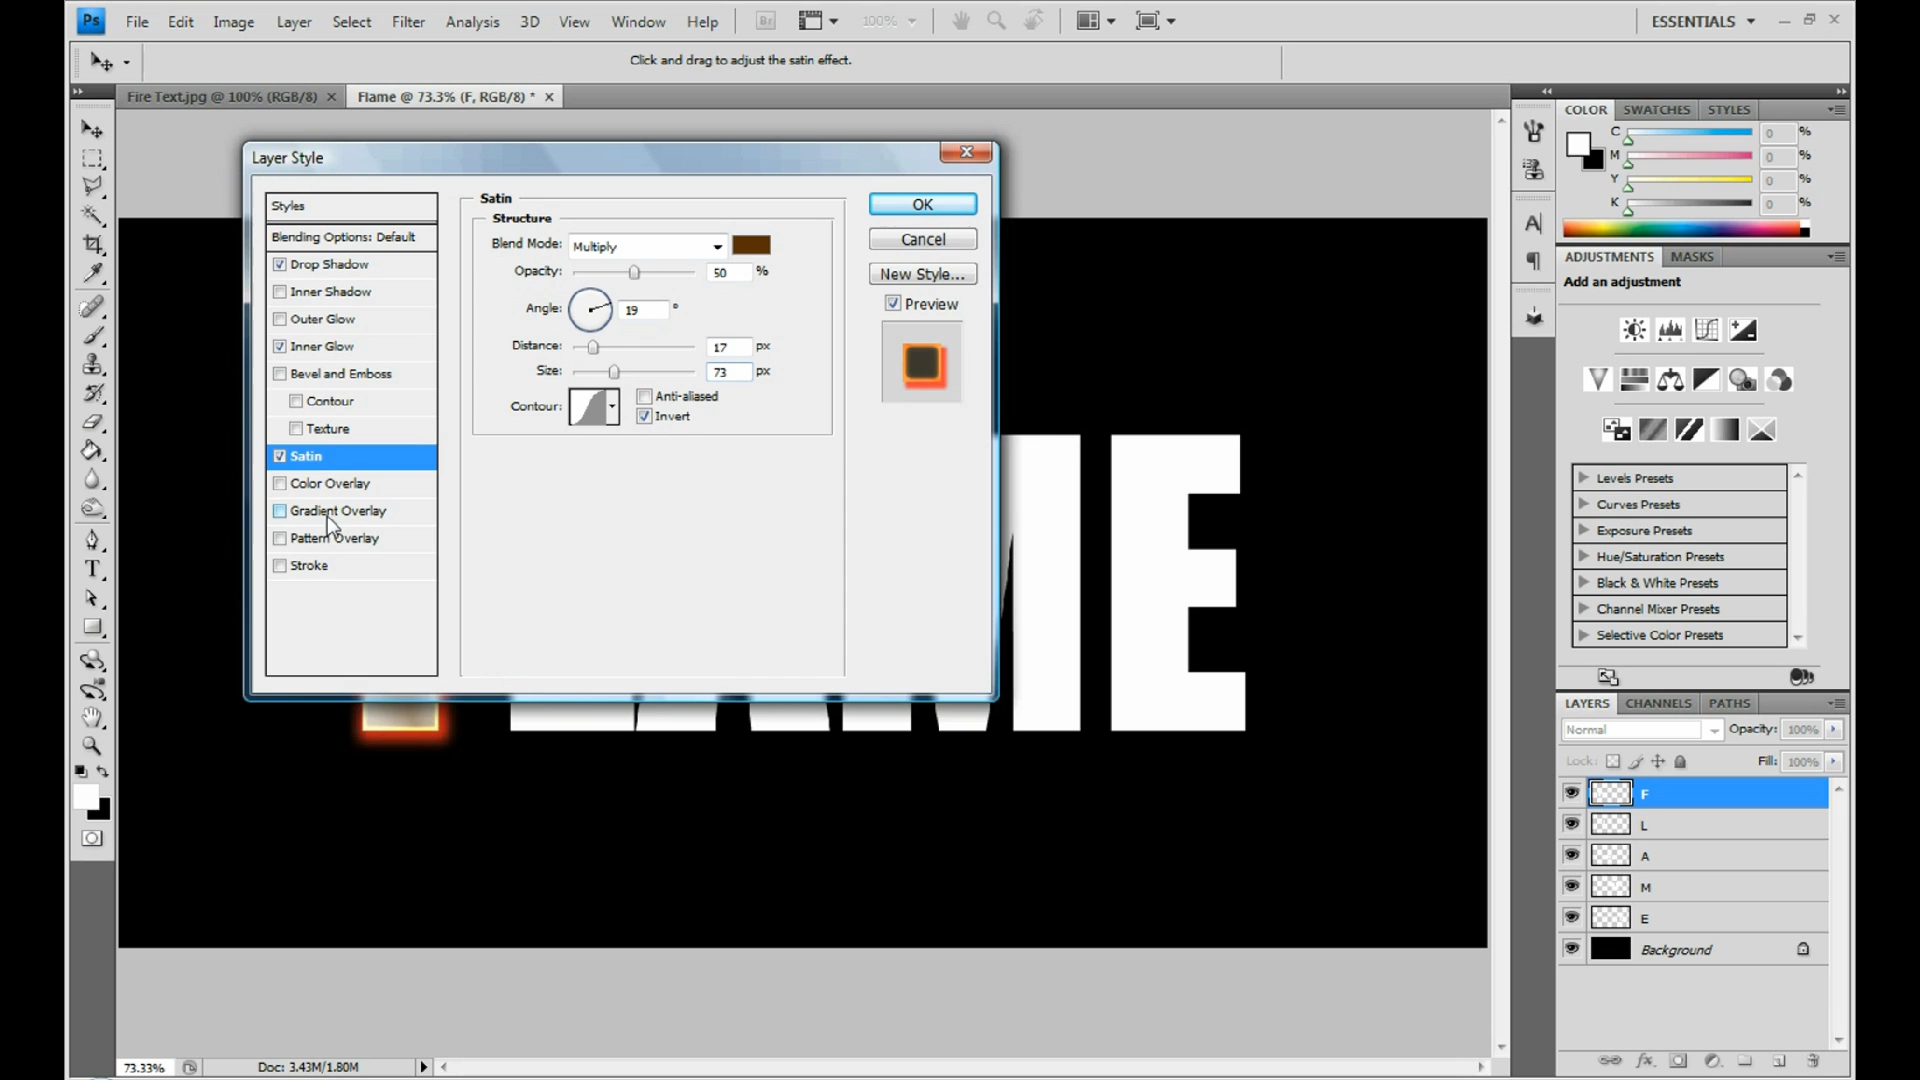 Ps File Edit Image Layer Select Filter Analysis 3D View Window Help Br 100% ESSENTIALS
Click and drag to adjust the satin effect.
Fire Text.jpg @ 100% (RGB/8) Flame @ 73.3% (F, RGB/8) *
Layer Style
Styles
Blending Options: Default
Drop Shadow
Inner Shadow
Outer Glow
Inner Glow
Bevel and Emboss
Contour
Texture
Satin
Color Overlay
Gradient Overlay
Pattern Overlay
Stroke
Satin
Structure
Blend Mode: Multiply
Opacity: 50 %
Angle: 19 °
Distance: 17 px
Size: 73 px
Contour: Anti-aliased
Invert
OK
Cancel
New Style...
Preview
ME
COLOR SWATCHES STYLES
C 0 %
M 0 %
Y 0 %
K 0 %
ADJUSTMENTS MASKS
Add an adjustment
Levels Presets
Curves Presets
Exposure Presets
Hue/Saturation Presets
Black & White Presets
Channel Mixer Presets
Selective Color Presets
LAYERS CHANNELS PATHS
Normal Opacity: 100%
Lock: Fill: 100%
F
L
A
M
E
Background
73.33% Doc: 3.43M/1.80M